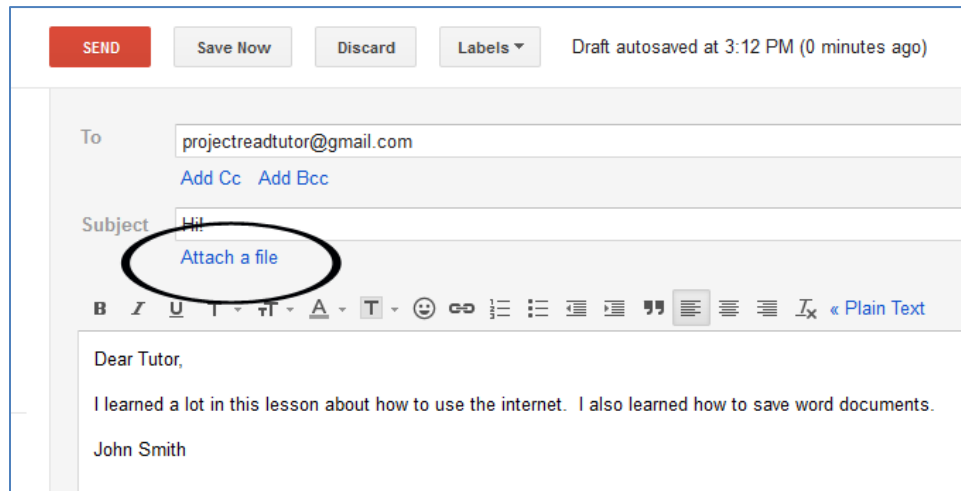 SEND Save Now Discard Labels Draft autosaved at 3:12 PM (0 minutes ago)
To projectreadtutor@gmail.com
Add Cc Add Bcc
Subject Hi!
Attach a file
B I U T тT A T Tx « Plain Text
Dear Tutor,
I learned a lot in this lesson about how to use the internet.  I also learned how to save word documents.
John Smith